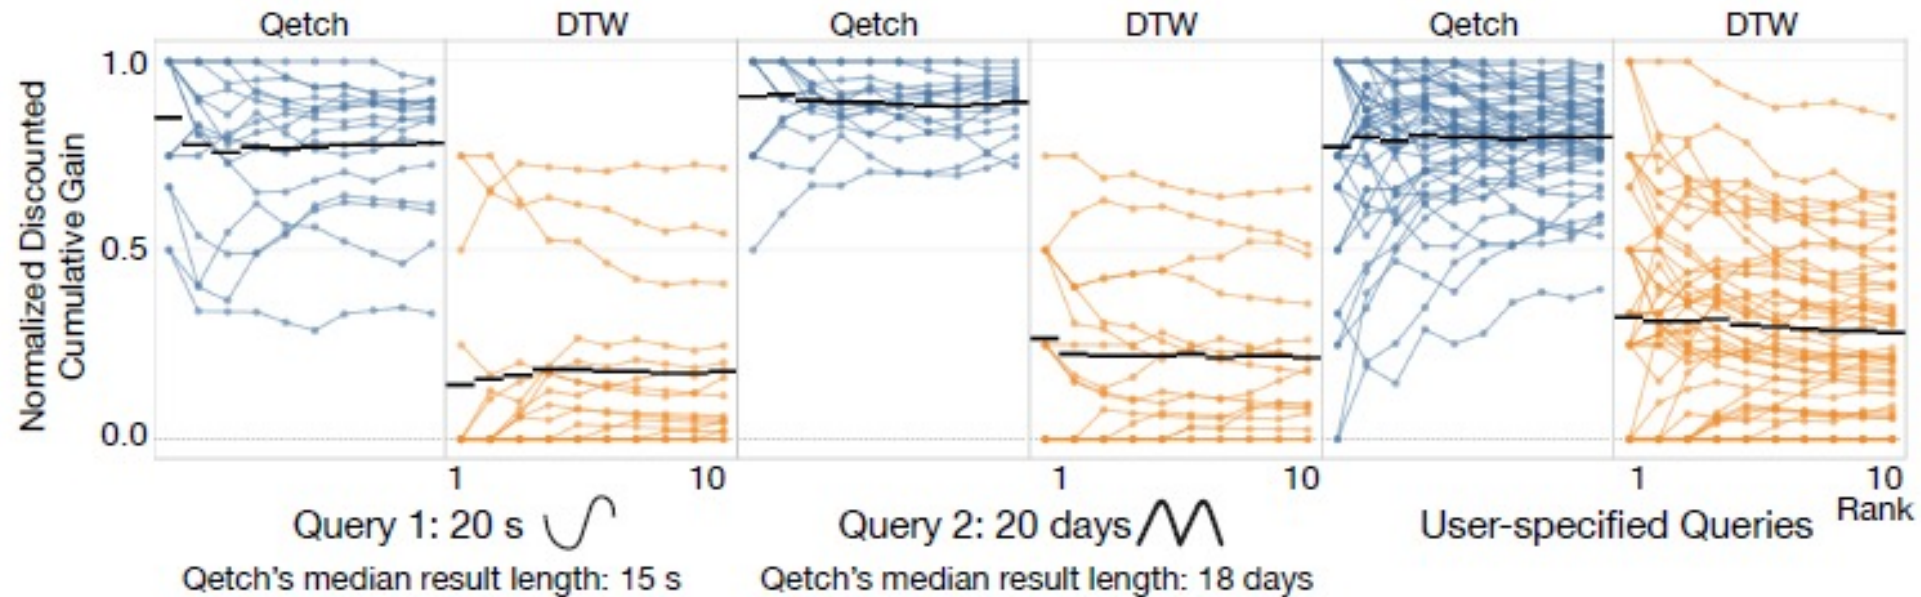 Qetch DTW Qetch DTW Qetch DTW
Normalized Discounted
Cumulative Gain
1.0
0.5
0.0
1 10 1 10 1 10
Rank
Query 1: 20 s Query 2: 20 days User-specified Queries
Qetch's median result length: 15 s Qetch's median result length: 18 days